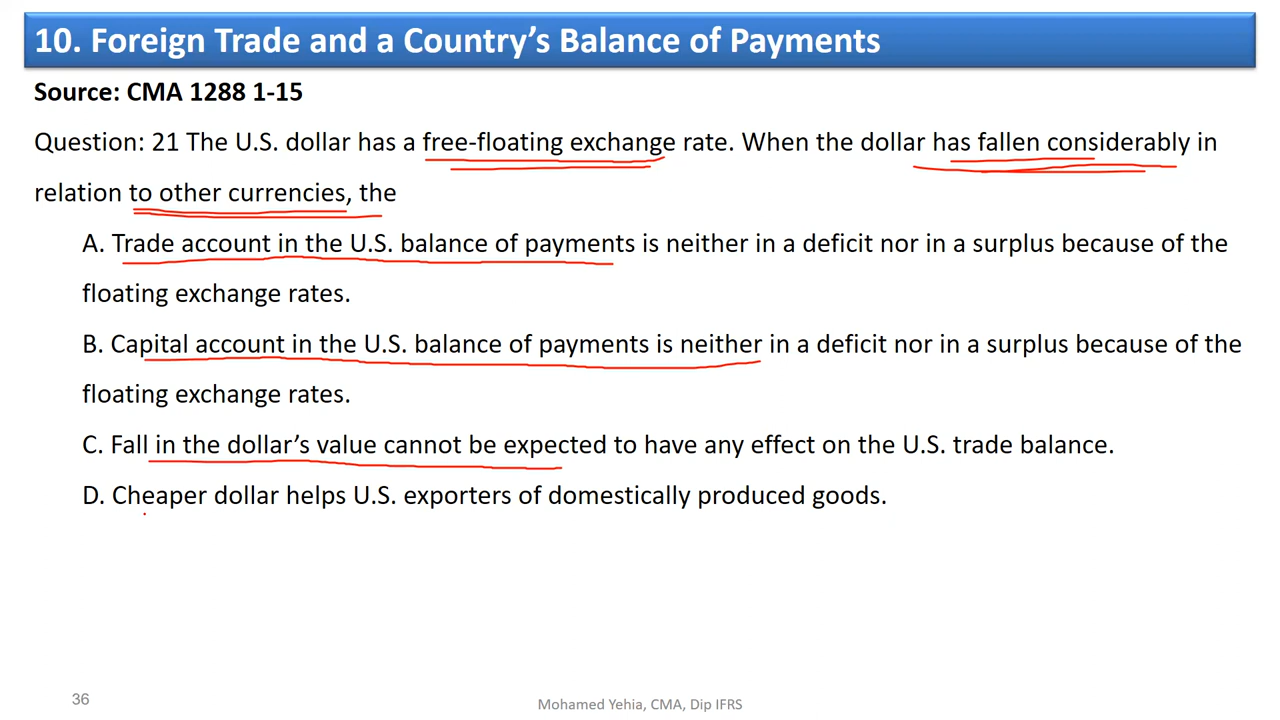 10. Foreign Trade and a Country’s Balance of Payments
Source: CMA 1288 1-15
Question: 21 The U.S. dollar has a free-floating exchange rate. When the dollar has fallen considerably in
relation to other currencies, the
A. Trade account in the U.S. balance of payments is neither in a deficit nor in a surplus because of the
floating exchange rates.
B. Capital account in the U.S. balance of payments is neither in a deficit nor in a surplus because of the
floating exchange rates.
C. Fall in the dollar’s value cannot be expected to have any effect on the U.S. trade balance.
D. Cheaper dollar helps U.S. exporters of domestically produced goods.
36
Mohamed Yehia, CMA, Dip IFRS